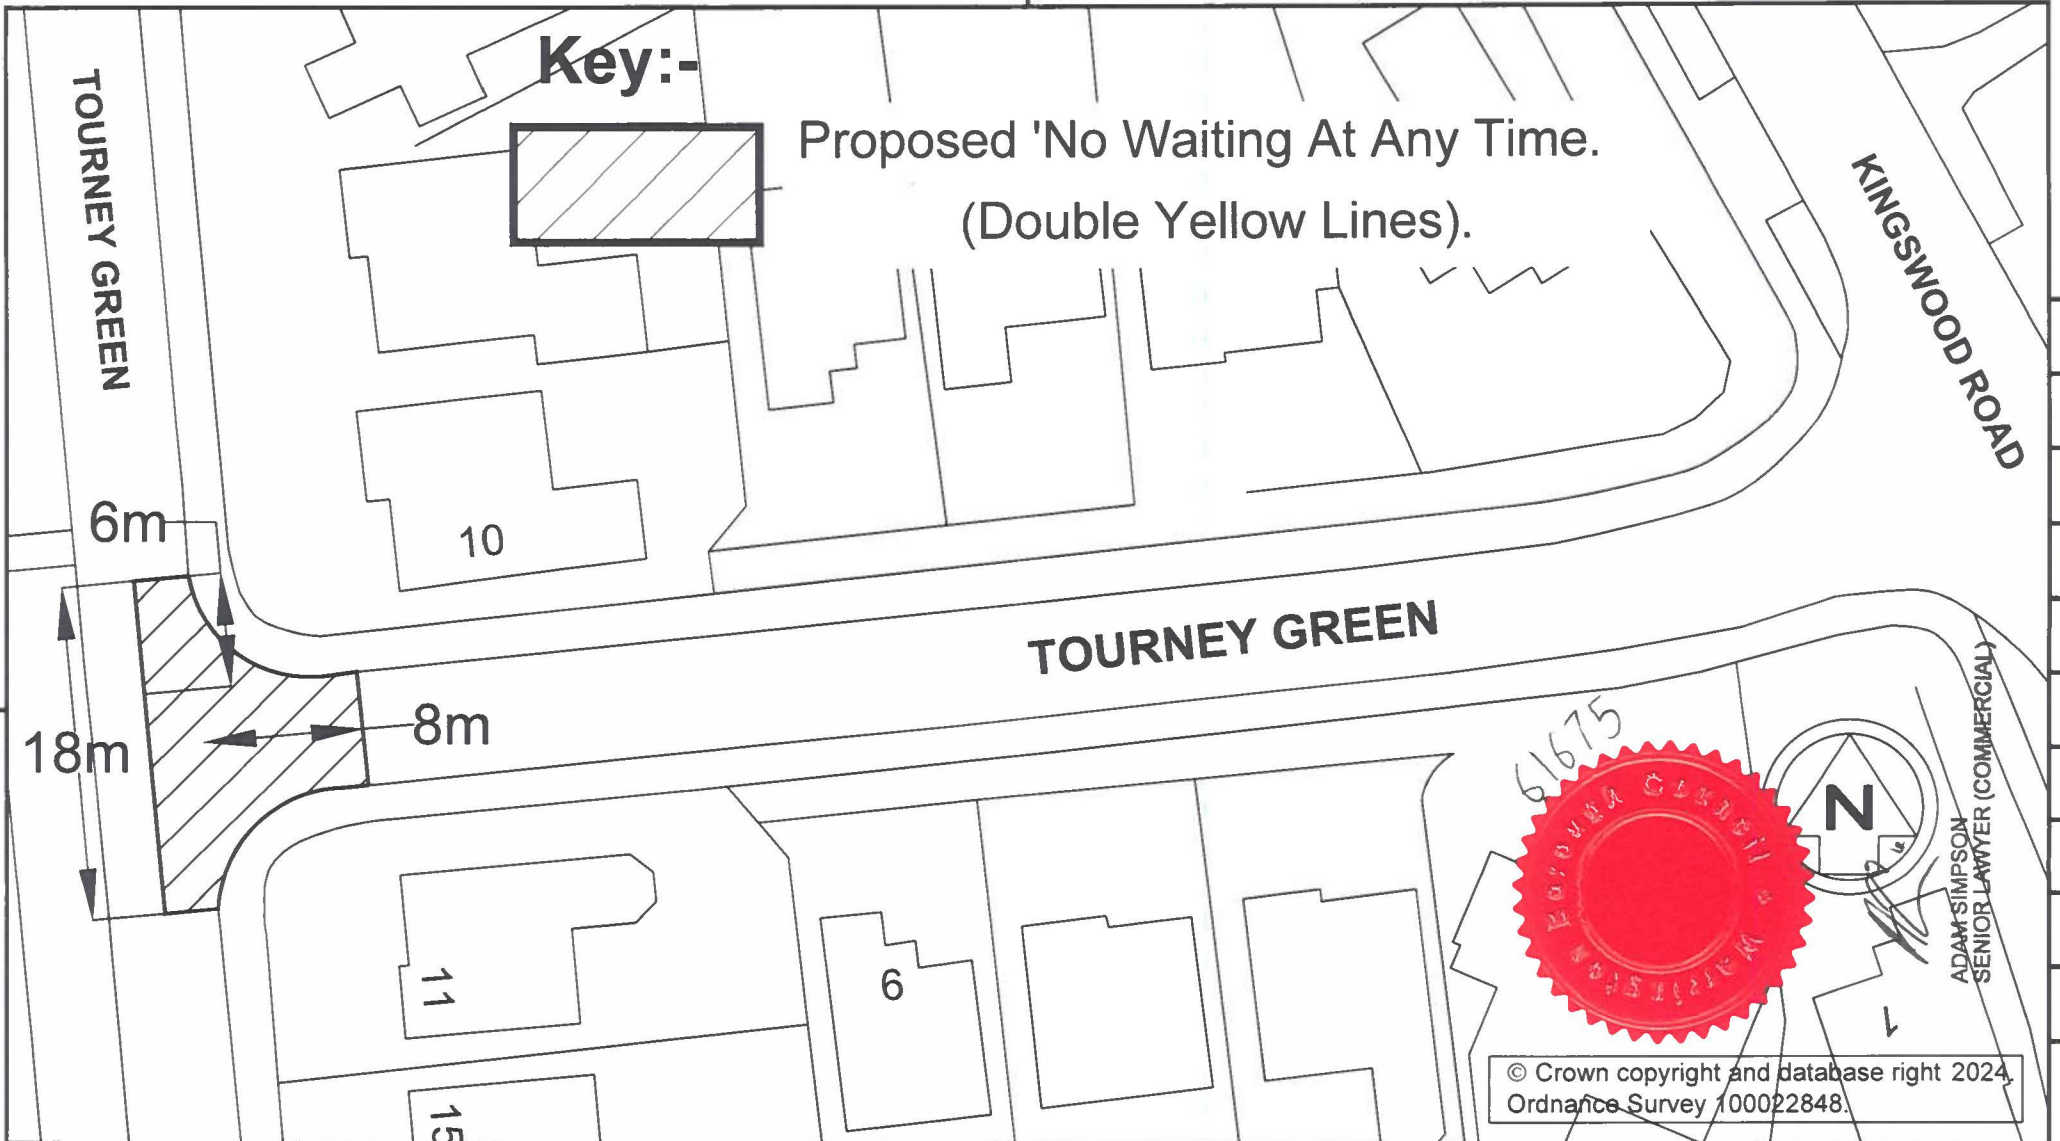 Key:-
Proposed 'No Waiting At Any Time.
(Double Yellow Lines).
TOURNEY GREEN
KINGSWOOD ROAD
6m
10
TOURNEY GREEN
18m
8m
61675
N
ADAM SIMPSON
SENIOR LAWYER (COMMERCIAL)
Borough Council
11
6
1
15
© Crown copyright and database right 2024.
Ordnance Survey 100022848.